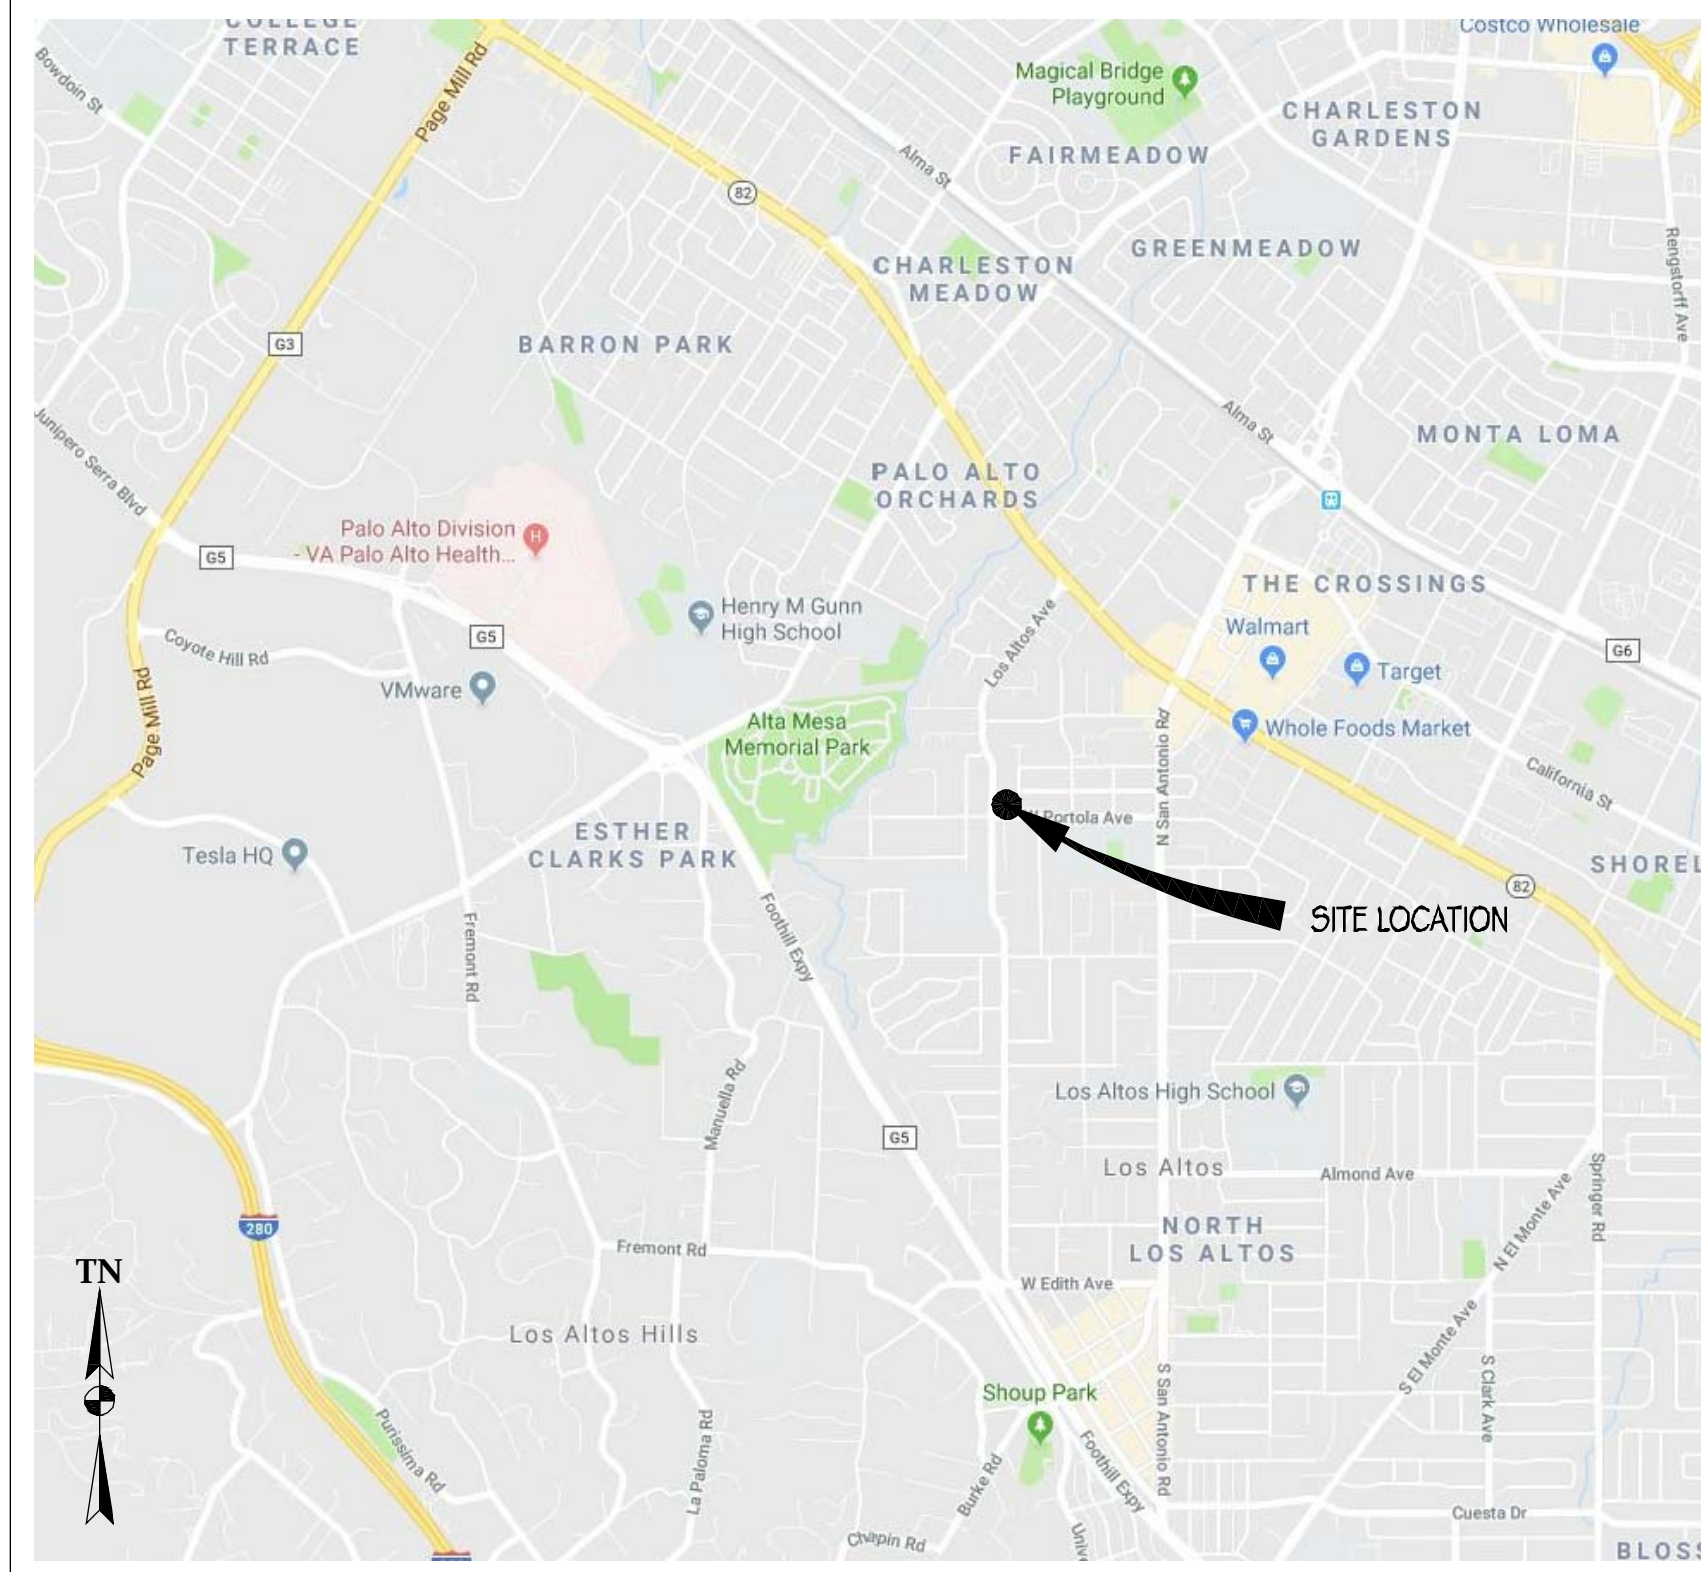 COLLEGE
TERRACE
Costco Wholesale
Bowdoin St
Page Mill Rd
Magical Bridge
Playground
CHARLESTON
GARDENS
Alma St
FAIRMEADOW
82
GREENMEADOW
Rengstorff Ave
CHARLESTON
MEADOW
G3
BARRON PARK
Junipero Serra Blvd
Alma St
MONTA LOMA
PALO ALTO
ORCHARDS
Palo Alto Division
- VA Palo Alto Health...
H
G5
THE CROSSINGS
Henry M Gunn
High School
Los Altos Ave
Walmart
G5
Coyote Hill Rd
G6
Target
VMware
Page Mill Rd
Alta Mesa
Memorial Park
N San Antonio Rd
Whole Foods Market
California St
Portola Ave
ESTHER
CLARKS PARK
Tesla HQ
SHOREL
82
SITE LOCATION
Fremont Rd
Foothill Expy
Manuella Rd
Los Altos High School
G5
Los Altos
Almond Ave
Springer Rd
N El Monte Ave
280
NORTH
LOS ALTOS
Fremont Rd
TN
W Edith Ave
Los Altos Hills
S El Monte Ave
S Clark Ave
Shoup Park
S San Antonio Rd
Purissima Rd
La Paloma Rd
Burke Rd
Foothill Expy
Cuesta Dr
Chapin Rd
Unive
BLOSS